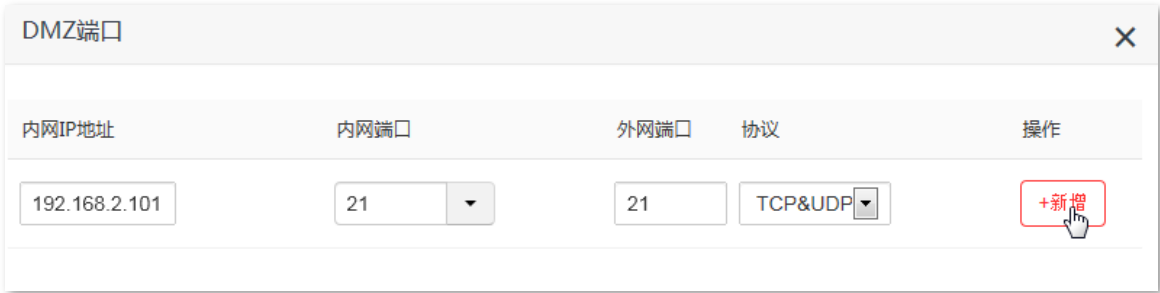 DMZ端口
内网IP地址 内网端口 外网端口 协议 操作
192.168.2.101 21 21 TCP&UDP +新增